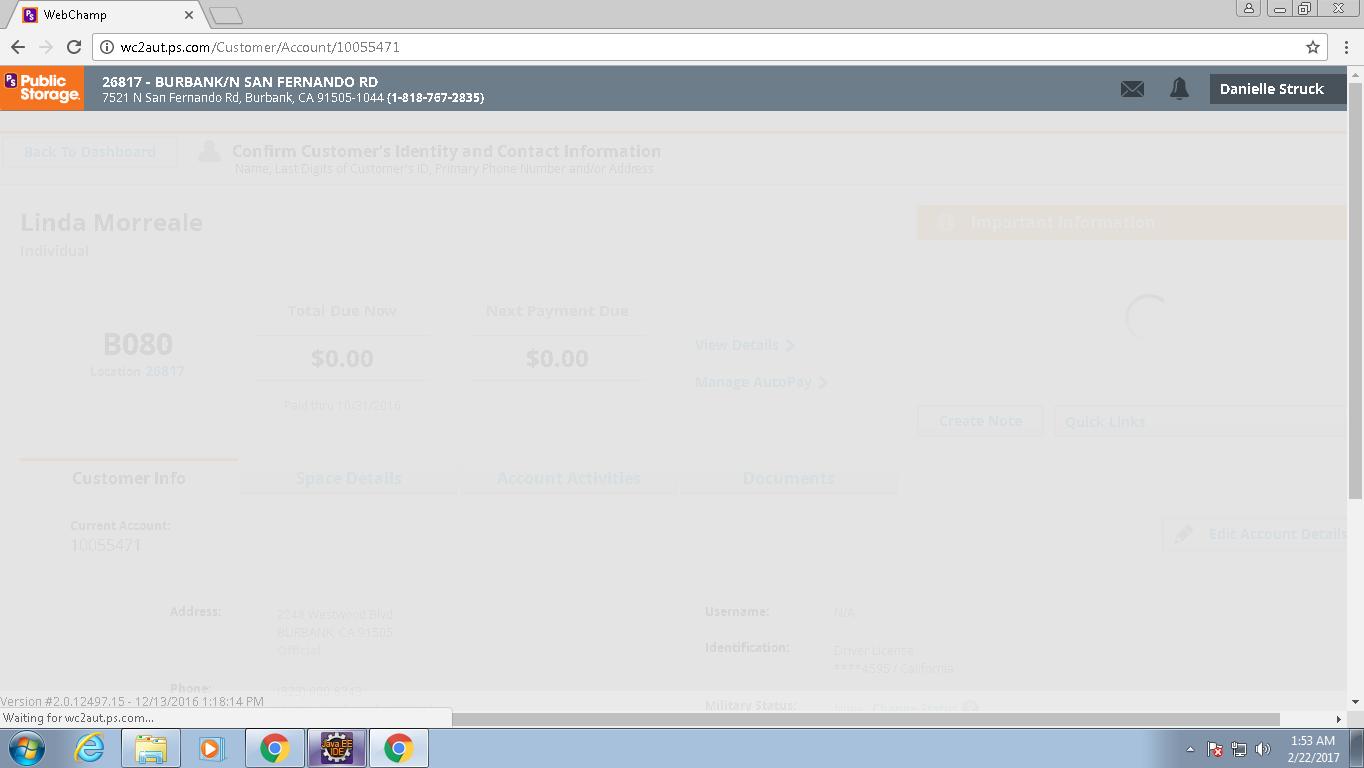 WebChamp
wc2aut.ps.com/Customer/Account/10055471
PS Public Storage.
26817 - BURBANK/N SAN FERNANDO RD
7521 N San Fernando Rd, Burbank, CA 91505-1044 (1-818-767-2835)
Danielle Struck
Back To Dashboard
Confirm Customer's Identity and Contact Information
Name, Last Digits of Customer's ID, Primary Phone Number and/or Address
Linda Morreale
Individual
Important Information
Total Due Now
Next Payment Due
B080
Location 26817
$0.00
$0.00
Paid thru 10/31/2016
View Details
Manage AutoPay
Create Note
Quick Links
Customer Info
Space Details
Account Activities
Documents
Current Account:
10055471
Edit Account Details
Address:
2248 Westwood Blvd
BURBANK, CA 91505
Official
Username:
N/A
Identification:
Driver License
****4595 / California
Phone:
Military Status:
None
Change Status
Version #2.0.12497.15 - 12/13/2016 1:18:14 PM
Waiting for wc2aut.ps.com...
Java EE
IDE
1:53 AM
2/22/2017